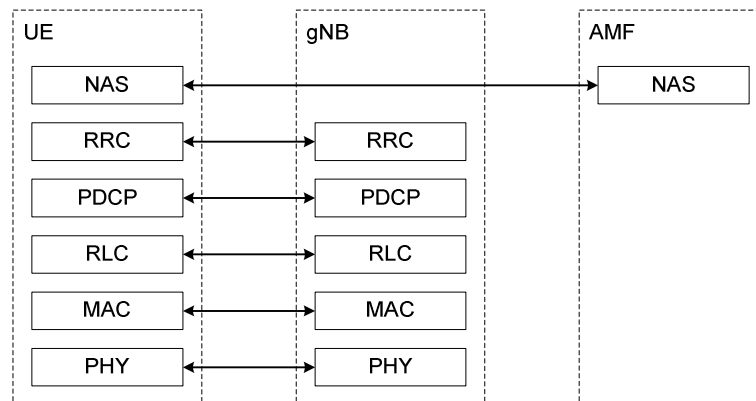 UE gNB AMF
NAS NAS
RRC RRC
PDCP PDCP
RLC RLC
MAC MAC
PHY PHY